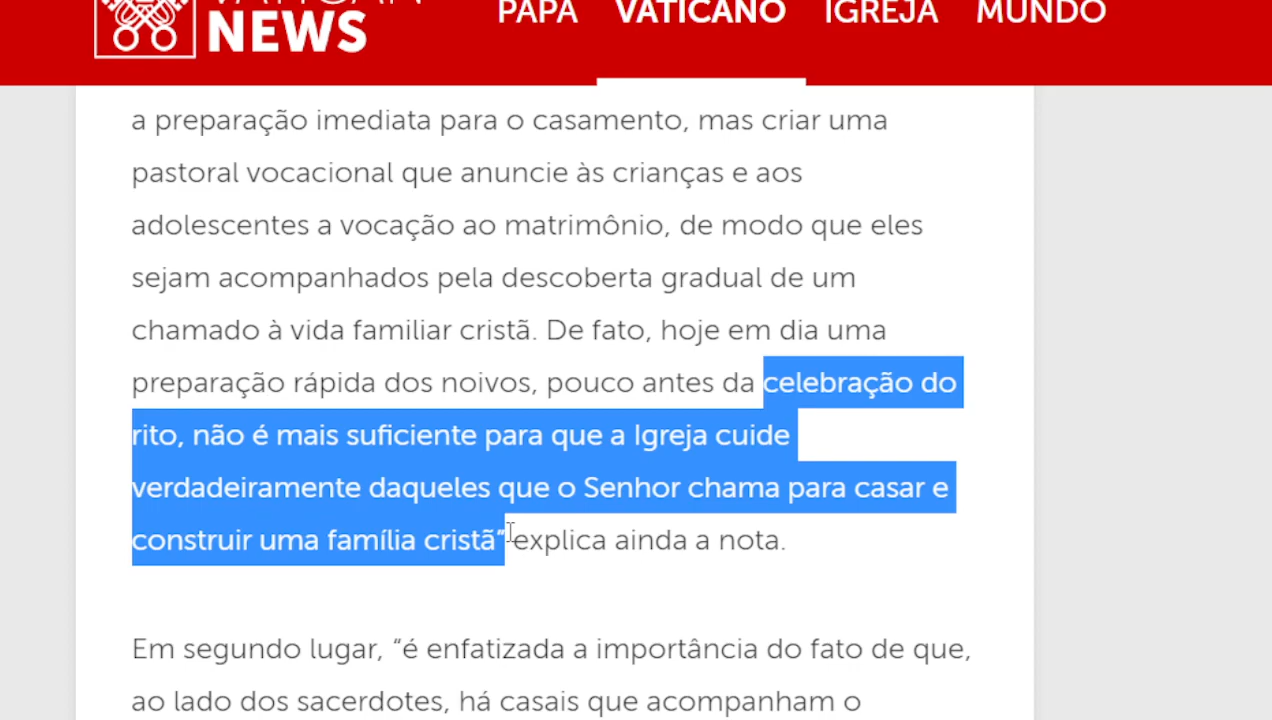 VATICAN
NEWS
PAPA VATICANO IGREJA MUNDO
a preparação imediata para o casamento, mas criar uma
pastoral vocacional que anuncie às crianças e aos
adolescentes a vocação ao matrimônio, de modo que eles
sejam acompanhados pela descoberta gradual de um
chamado à vida familiar cristã. De fato, hoje em dia uma
preparação rápida dos noivos, pouco antes da celebração do
rito, não é mais suficiente para que a Igreja cuide
verdadeiramente daqueles que o Senhor chama para casar e
construir uma família cristã” explica ainda a nota.
Em segundo lugar, “é enfatizada a importância do fato de que,
ao lado dos sacerdotes, há casais que acompanham o